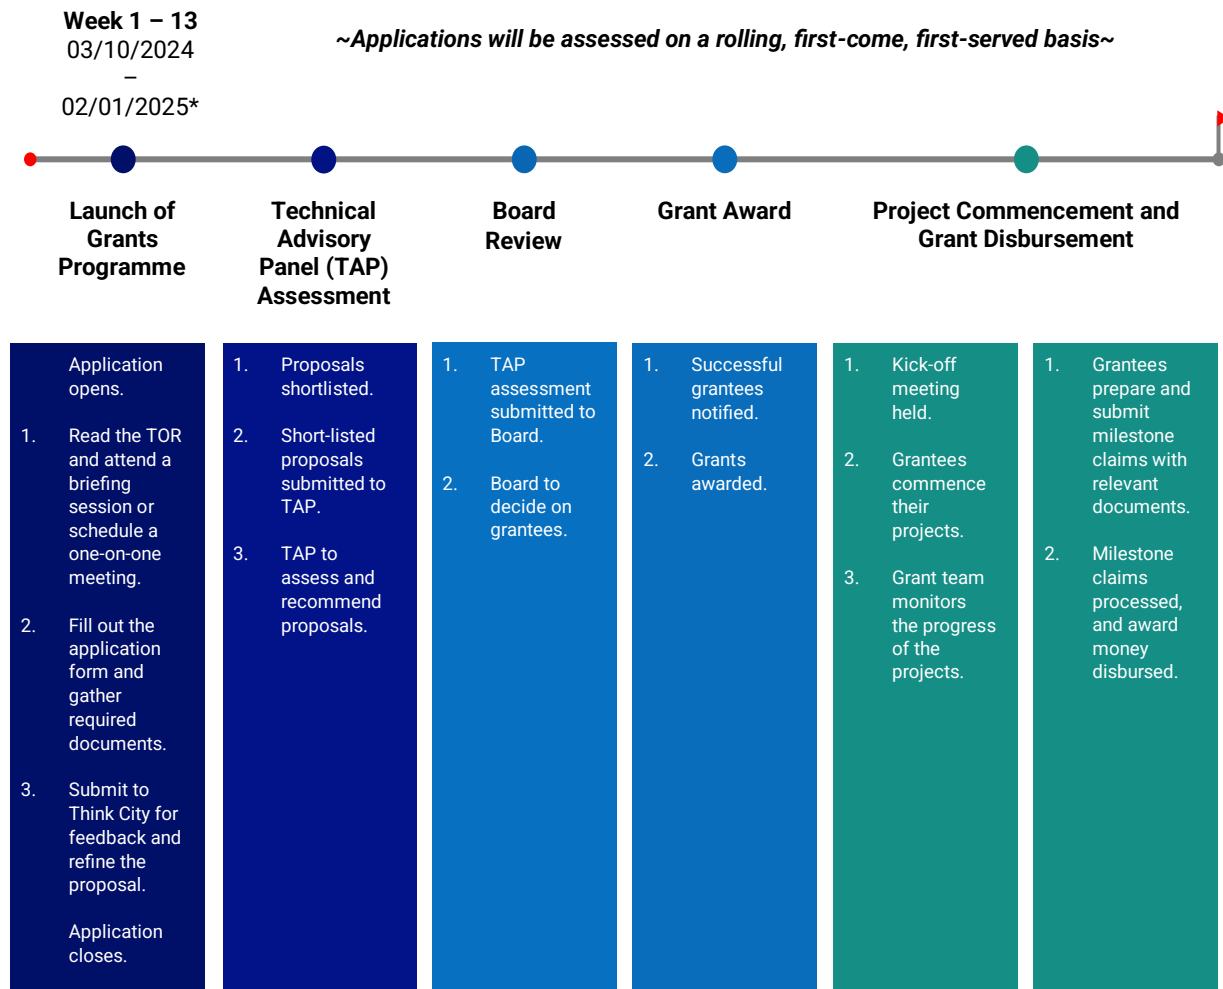 Week 1 – 13
03/10/2024
–
02/01/2025*
~Applications will be assessed on a rolling, first-come, first-served basis~
Launch of
Grants
Programme
Technical
Advisory
Panel (TAP)
Assessment
Board
Review
Grant Award
Project Commencement and
Grant Disbursement
Application
opens.
1. Read the TOR
and attend a
briefing
session or
schedule a
one-on-one
meeting.
2. Fill out the
application
form and
gather
required
documents.
3. Submit to
Think City for
feedback and
refine the
proposal.
Application
closes.
1. Proposals
shortlisted.
2. Short-listed
proposals
submitted to
TAP.
3. TAP to
assess and
recommend
proposals.
1. TAP
assessment
submitted to
Board.
2. Board to
decide on
grantees.
1. Successful
grantees
notified.
2. Grants
awarded.
1. Kick-off
meeting
held.
2. Grantees
commence
their
projects.
3. Grant team
monitors
the progress
of the
projects.
1. Grantees
prepare and
submit
milestone
claims with
relevant
documents.
2. Milestone
claims
processed,
and award
money
disbursed.